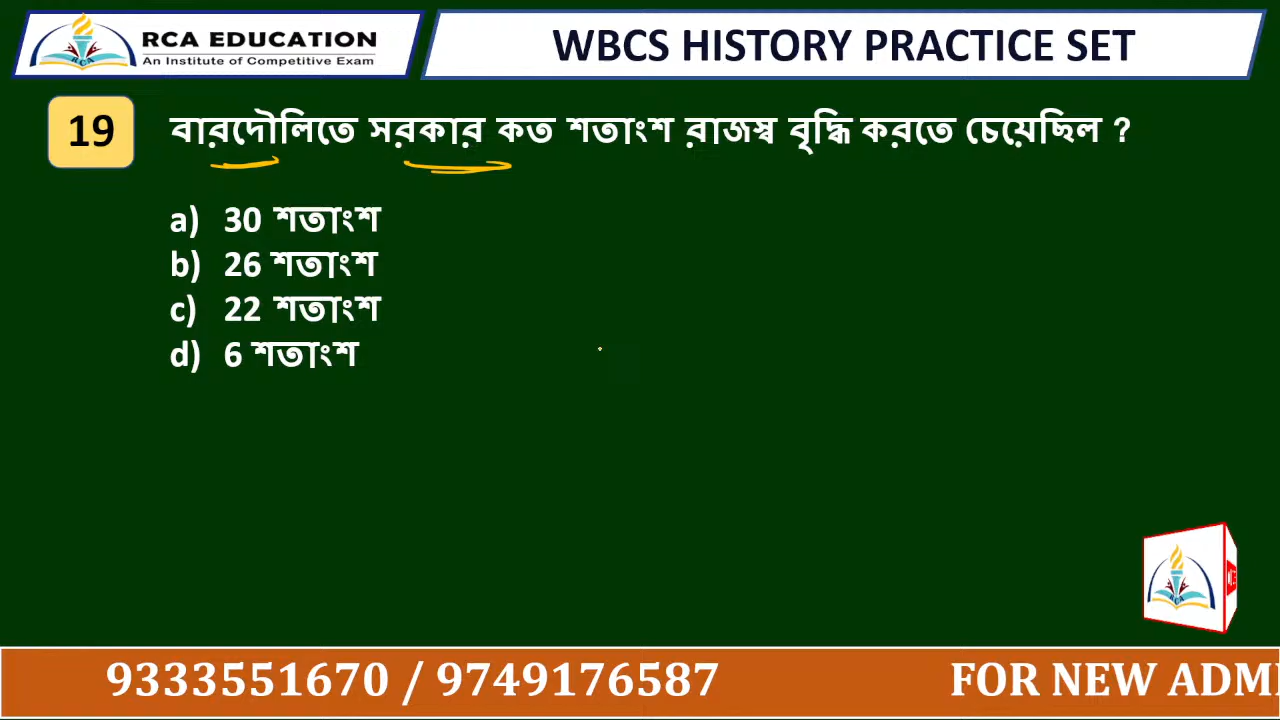 RCA EDUCATION
An Institute of Competitive Exam
WBCS HISTORY PRACTICE SET
19 বারদৌলিতে সরকার কত শতাংশ রাজস্ব বৃদ্ধি করতে চেয়েছিল ?
a) 30 শতাংশ
b) 26 শতাংশ
c) 22 শতাংশ
d) 6 শতাংশ
9333551670 / 9749176587 FOR NEW ADM